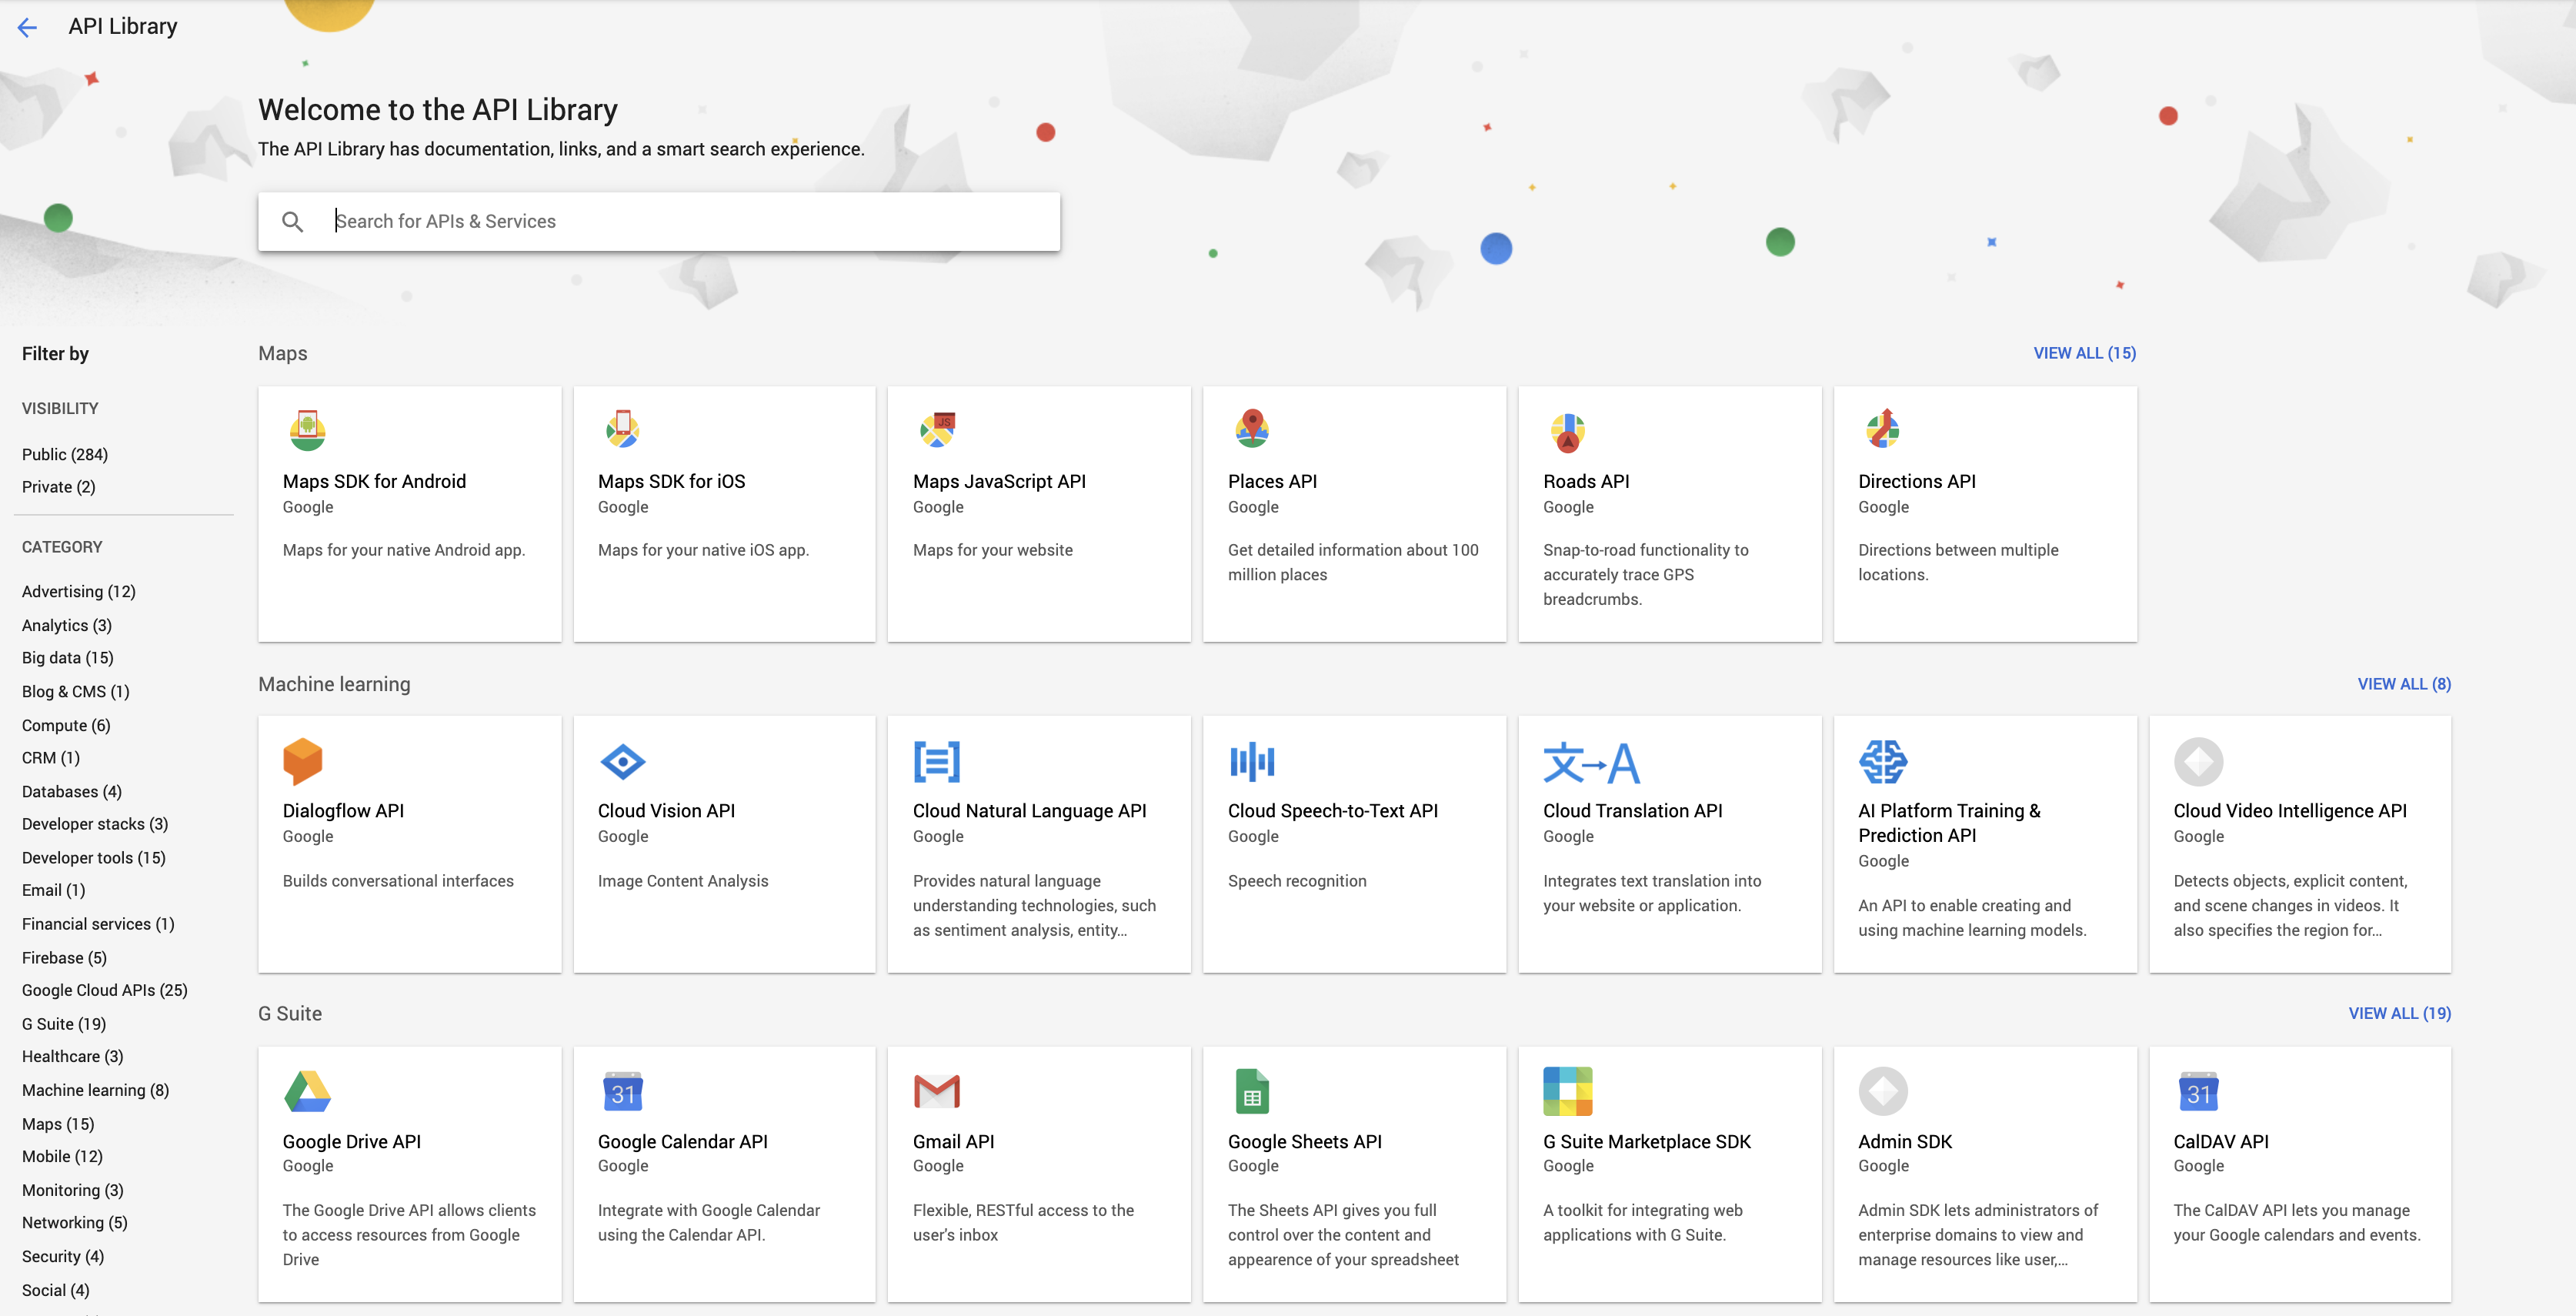 API Library
Welcome to the API Library
The API Library has documentation, links, and a smart search experience.
Search for APIs & Services
Filter by
VISIBILITY
Public (284)
Private (2)
CATEGORY
Advertising (12)
Analytics (3)
Big data (15)
Blog & CMS (1)
Compute (6)
CRM (1)
Databases (4)
Developer stacks (3)
Developer tools (15)
Email (1)
Financial services (1)
Firebase (5)
Google Cloud APIs (25)
G Suite (19)
Healthcare (3)
Machine learning (8)
Maps (15)
Mobile (12)
Monitoring (3)
Networking (5)
Security (4)
Social (4)
Maps
VIEW ALL (15)
Maps SDK for Android
Google
Maps for your native Android app.
Maps SDK for iOS
Google
Maps for your native iOS app.
JS
Maps JavaScript API
Google
Maps for your website
Places API
Google
Get detailed information about 100
million places
Roads API
Google
Snap-to-road functionality to
accurately trace GPS
breadcrumbs.
Directions API
Google
Directions between multiple
locations.
Machine learning
VIEW ALL (8)
Dialogflow API
Google
Builds conversational interfaces
Cloud Vision API
Google
Image Content Analysis
Cloud Natural Language API
Google
Provides natural language
understanding technologies, such
as sentiment analysis, entity...
Cloud Speech-to-Text API
Google
Speech recognition
文→A
Cloud Translation API
Google
Integrates text translation into
your website or application.
AI Platform Training &
Prediction API
Google
An API to enable creating and
using machine learning models.
Cloud Video Intelligence API
Google
Detects objects, explicit content,
and scene changes in videos. It
also specifies the region for...
G Suite
VIEW ALL (19)
Google Drive API
Google
The Google Drive API allows clients
to access resources from Google
Drive
31
Google Calendar API
Google
Integrate with Google Calendar
using the Calendar API.
Gmail API
Google
Flexible, RESTful access to the
user's inbox
Google Sheets API
Google
The Sheets API gives you full
control over the content and
appearence of your spreadsheet
G Suite Marketplace SDK
Google
A toolkit for integrating web
applications with G Suite.
Admin SDK
Google
Admin SDK lets administrators of
enterprise domains to view and
manage resources like user,...
31
CalDAV API
Google
The CalDAV API lets you manage
your Google calendars and events.